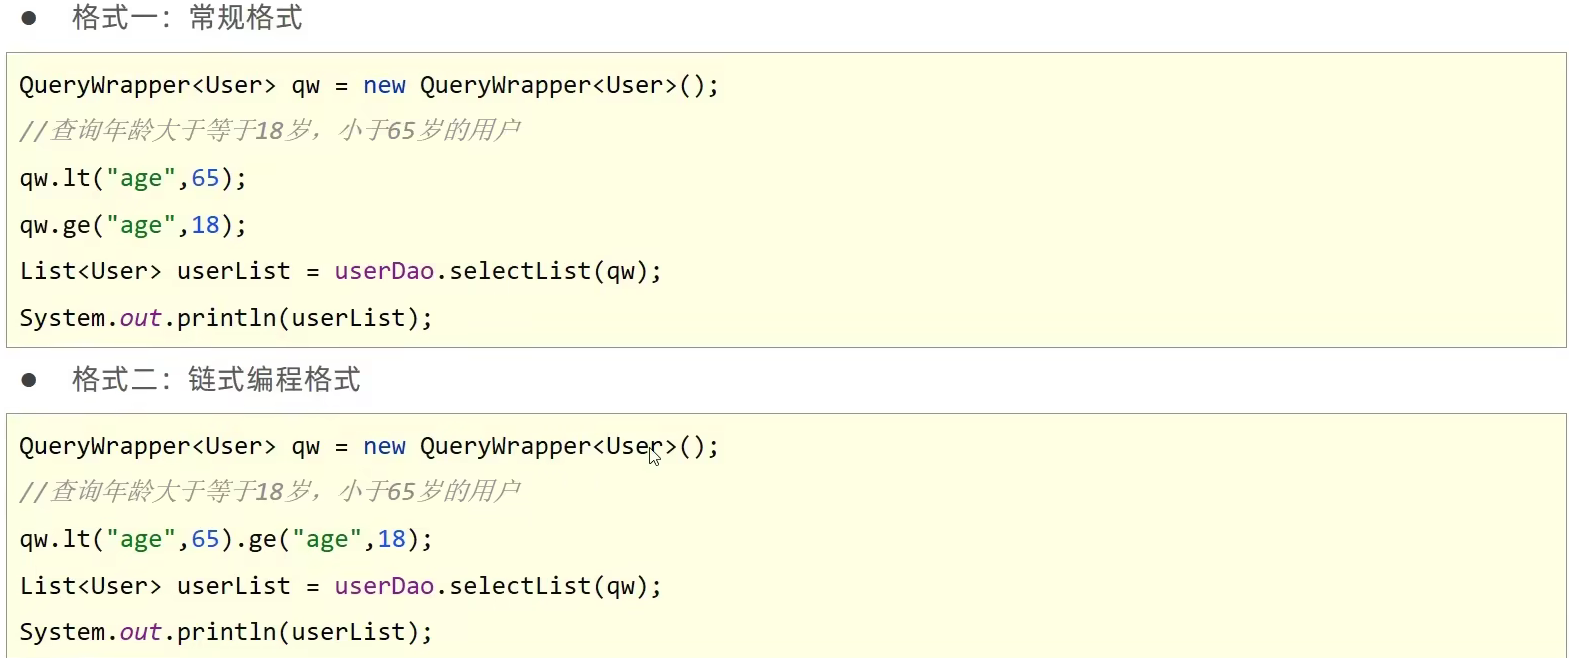 ● 格式一：常规格式
QueryWrapper<User> qw = new QueryWrapper<User>();
//查询年龄大于等于18岁，小于65岁的用户
qw.lt("age",65);
qw.ge("age",18);
List<User> userList = userDao.selectList(qw);
System.out.println(userList);
● 格式二：链式编程格式
QueryWrapper<User> qw = new QueryWrapper<User>();
//查询年龄大于等于18岁，小于65岁的用户
qw.lt("age",65).ge("age",18);
List<User> userList = userDao.selectList(qw);
System.out.println(userList);